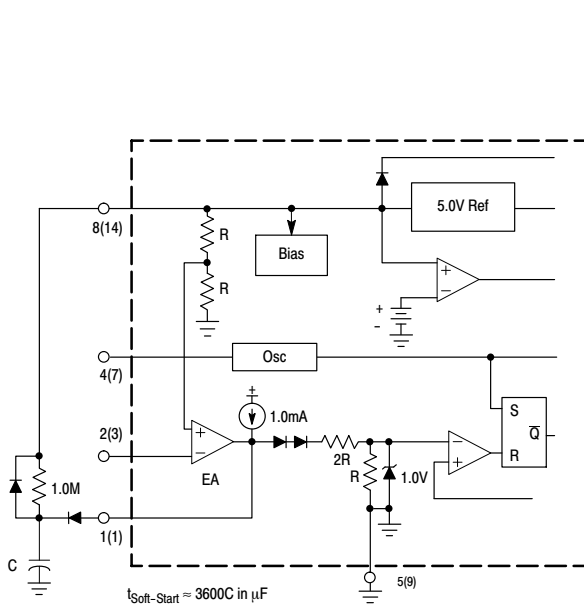 5.0V Ref
8(14)
R
Bias
R
+
−
+
-
Osc
4(7)
+
1.0mA
S
Q
R
2(3)
+
−
EA
2R
R
1.0V
−
+
1.0M
1(1)
C
5(9)
tSoft-Start ≈ 3600C in µF